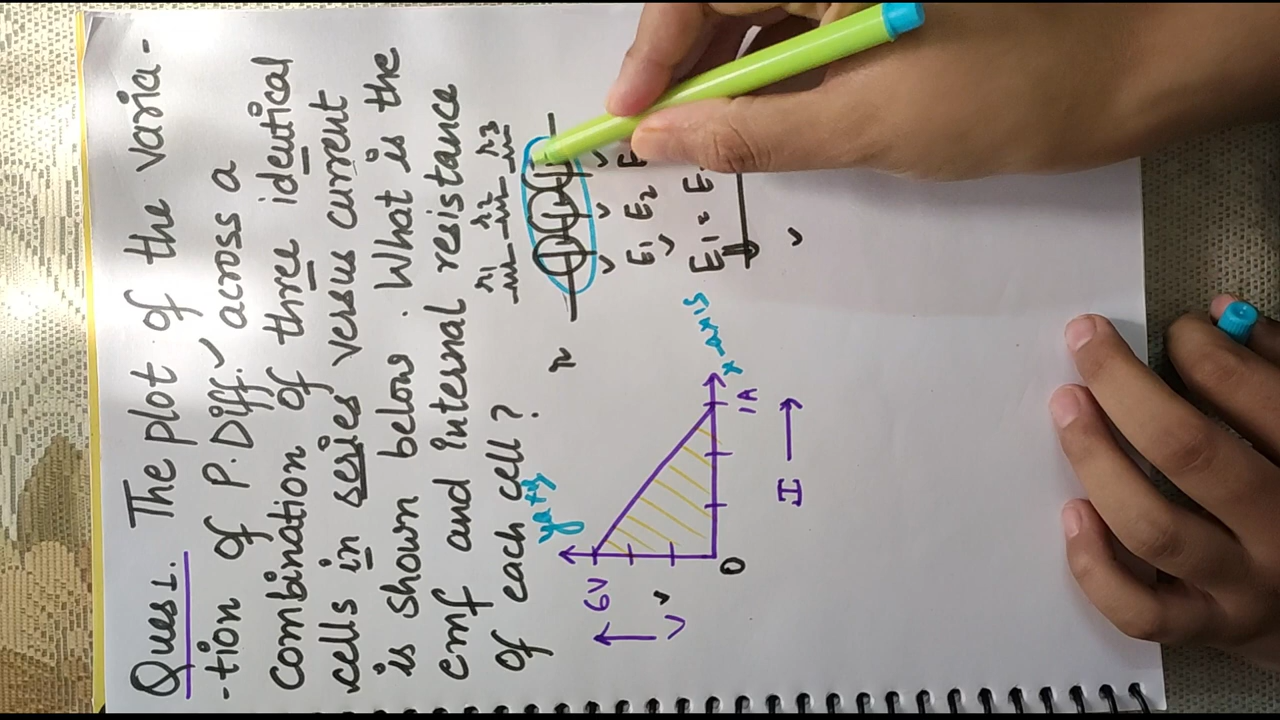 Ques 1. The plot of the varia-
-tion of P.Diff. across a
combination of three identical
cells in series versus current
is shown below. What is the
emf and internal resistance
of each cell?
r1 r2 r3
r
E1 E2 E
E1 = E
y axis
6V
V
O
1A
x-axis
I
V